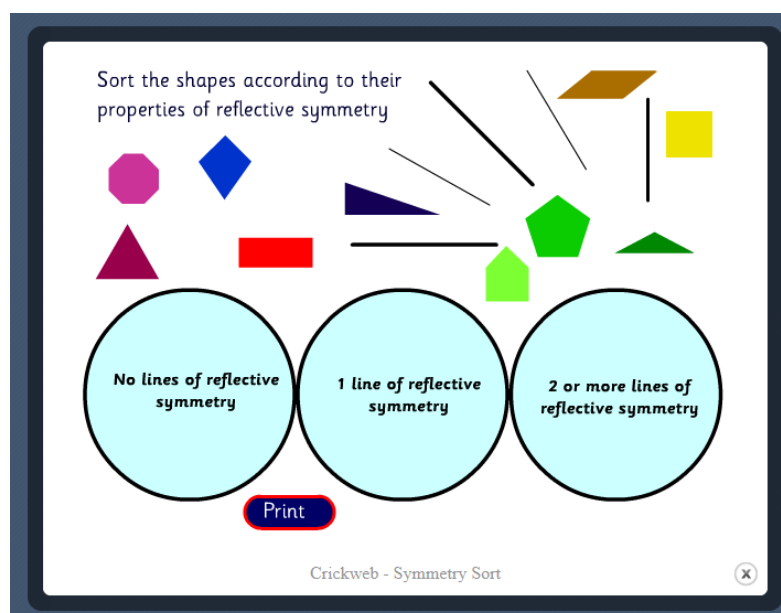 Sort the shapes according to their
properties of reflective symmetry
No lines of reflective
symmetry
1 line of reflective
symmetry
2 or more lines of
reflective symmetry
Print
Crickweb - Symmetry Sort
x